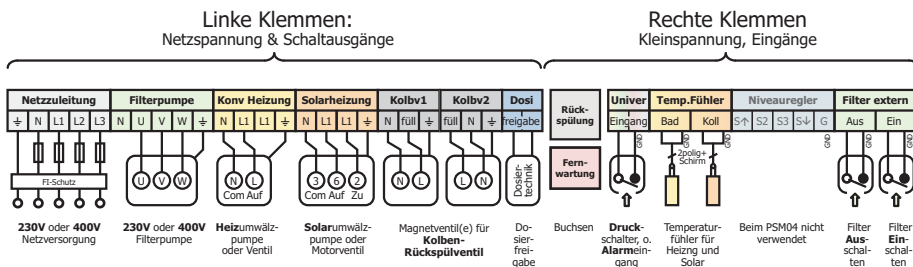 Linke Klemmen:
Netzspannung & Schaltausgänge
Rechte Klemmen
Kleinspannung, Eingänge
Netzzuleitung Filterpumpe Konv Heizung Solarheizung Kolbv1 Kolbv2 Dosi
⏚ N L1 L2 L3 N U V W ⏚ N L1 L1 ⏚ N L1 L1 ⏚ N füll ⏚ füll N ⏚ freigabe
Rück-
spülung
Fern-
wartung
Univer Temp.Fühler Niveauregler Filter extern
Eingang Bad Koll S↑ S2 S3 S↓ G Aus Ein
GND GND GND GND GND
2polig+
Schirm
FI-Schutz
U V W N L 3 6 2 N L L N
Com Auf Com Auf Zu
Dosier-
technik
230V oder 400V
Netzversorgung
230V oder 400V
Filterpumpe
Heizumwälz-
pumpe
oder Ventil
Solarumwälz-
pumpe oder
Motorventil
Magnetventil(e) für
Kolben-
Rückspülventil
Do-
sier-
frei-
gabe
Buchsen
Druck-
schalter, o.
Alarmein-
gang
Temperatur-
fühler für
Heizng und
Solar
Beim PSM04 nicht
verwendet
Filter
Aus-
schal-
ten
Filter
Ein-
schal-
ten